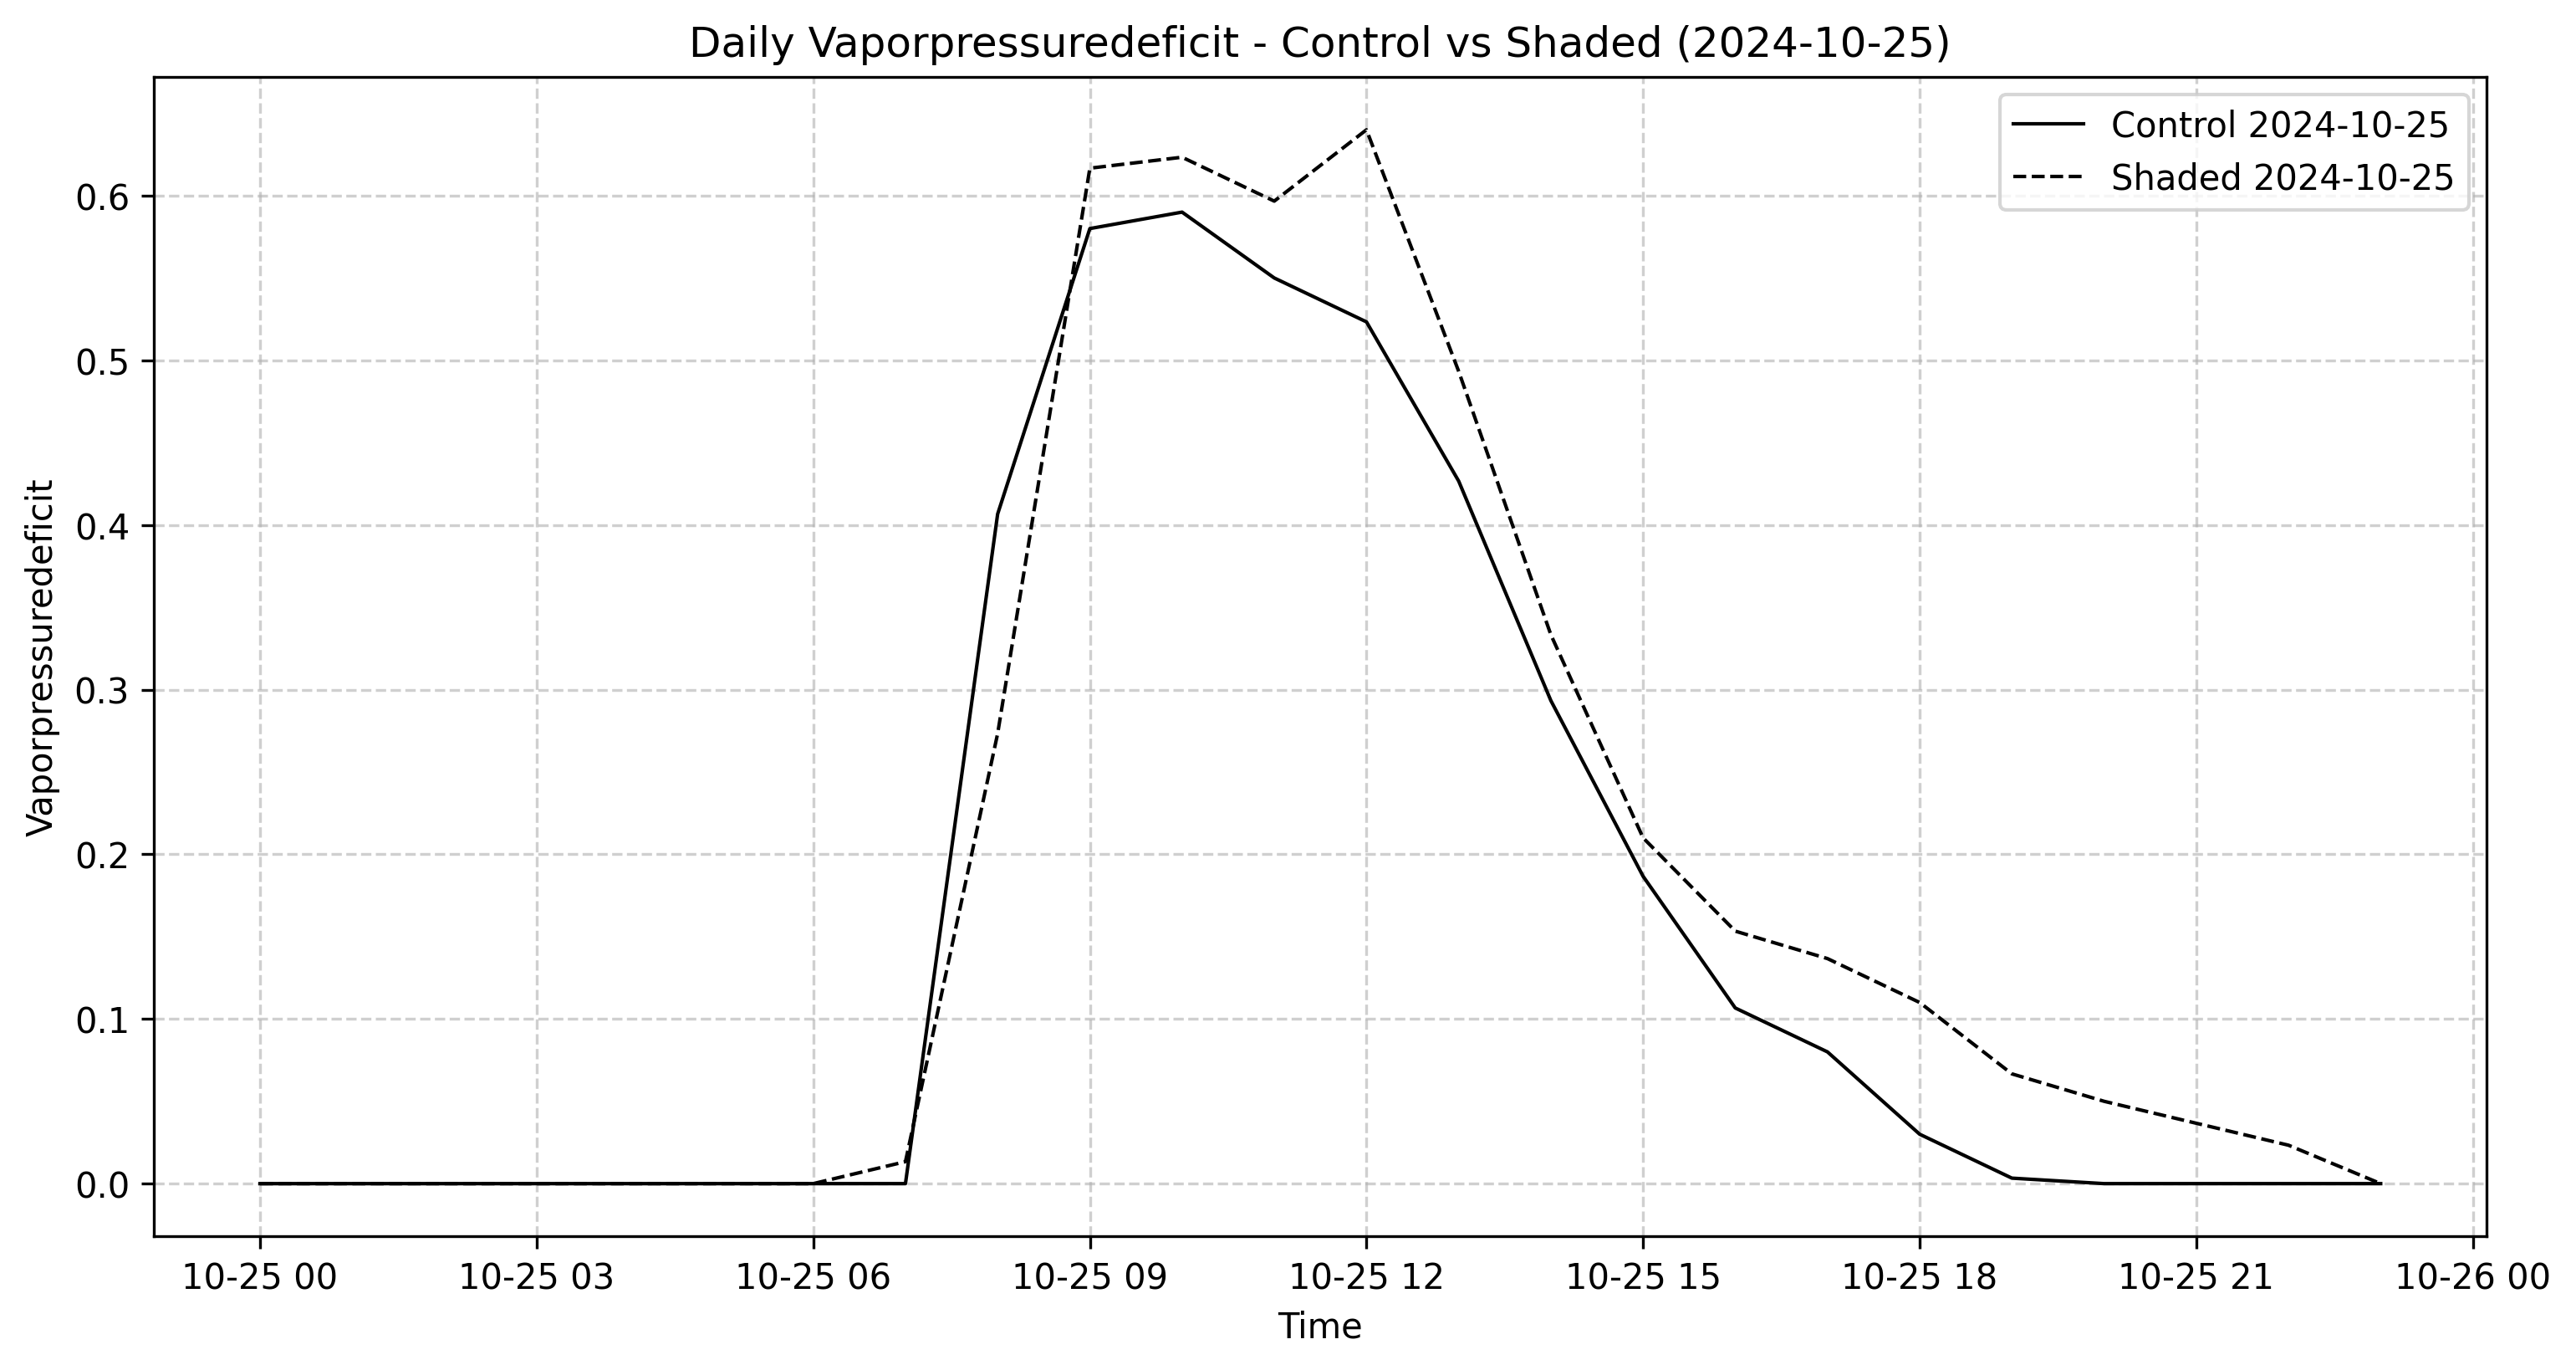 Daily Vaporpressuredeficit - Control vs Shaded (2024-10-25)
Control 2024-10-25
Shaded 2024-10-25
Vaporpressuredeficit
0.6
0.5
0.4
0.3
0.2
0.1
0.0
10-25 00 10-25 03 10-25 06 10-25 09 10-25 12 10-25 15 10-25 18 10-25 21 10-26 00
Time